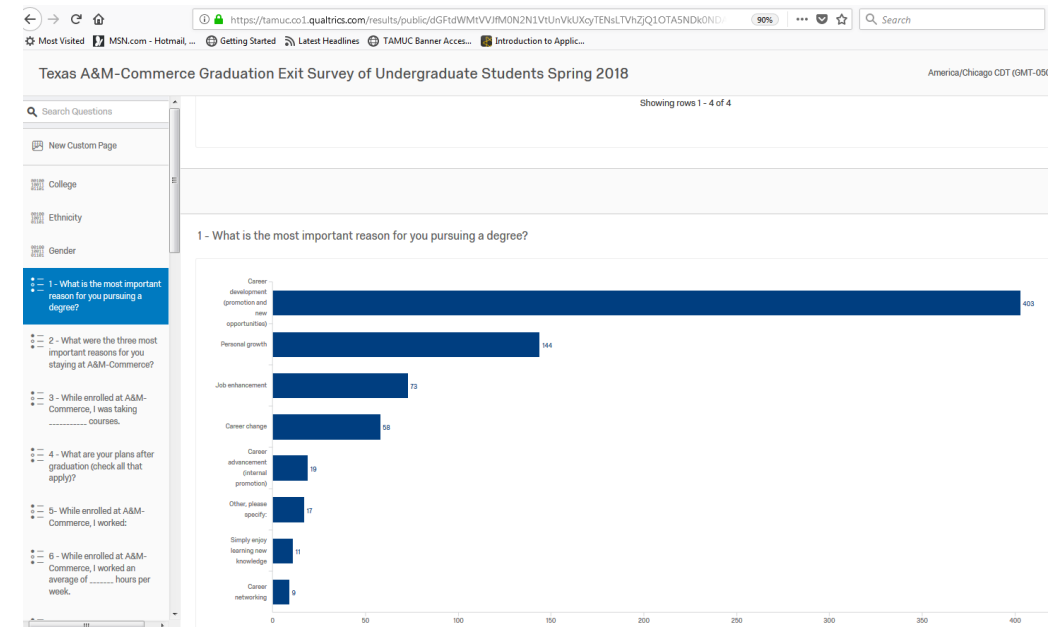 https://tamuc.co1.qualtrics.com/results/public/
90%
Search
Most Visited
MSN.com - Hotmail, ...
Getting Started
Latest Headlines
TAMUC Banner Acces...
Introduction to Applic...
Texas A&M-Commerce Graduation Exit Survey of Undergraduate Students Spring 2018
America/Chicago CDT (GMT-050
Search Questions
New Custom Page
College
Ethnicity
Gender
1 - What is the most important
reason for you pursuing a
degree?
2 - What were the three most
important reasons for you
staying at A&M-Commerce?
3 - While enrolled at A&M-
Commerce, I was taking
___________ courses.
4 - What are your plans after
graduation (check all that
apply)?
5- While enrolled at A&M-
Commerce, I worked:
6 - While enrolled at A&M-
Commerce, I worked an
average of _______ hours per
week.
Showing rows 1 - 4 of 4
1 - What is the most important reason for you pursuing a degree?
Career
development
(promotion and
new
opportunities)
403
Personal growth
144
Job enhancement
73
Career change
58
Career
advancement
(internal
promotion)
19
Other, please
specify:
17
Simply enjoy
learning new
knowledge
11
Career
networking
9
0 50 100 150 200 250 300 350 400